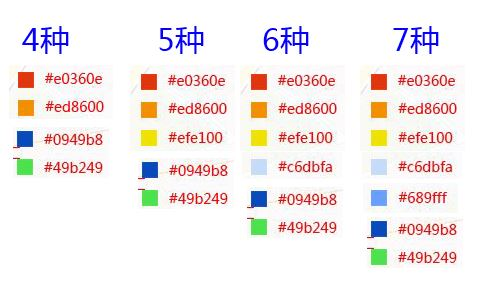 4种
#e0360e
#ed8600
#0949b8
#49b249
5种
#e0360e
#ed8600
#efe100
#0949b8
#49b249
6种
#e0360e
#ed8600
#efe100
#c6dbfa
#0949b8
#49b249
7种
#e0360e
#ed8600
#efe100
#c6dbfa
#689fff
#0949b8
#49b249